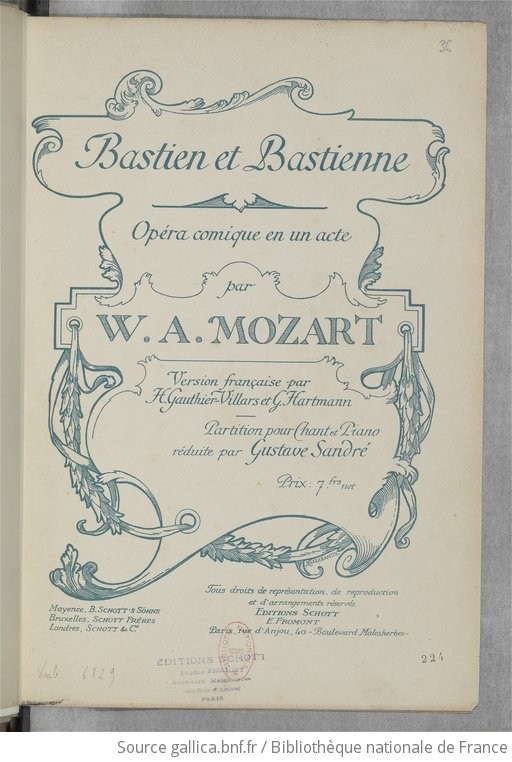 36
Bastien et Bastienne
Opéra comique en un acte
par
W. A. MOZART
Version française par
H. Gauthier-Villars et G. Hartmann
Partition pour Chant et Piano
réduite par Gustave Sandré
Prix: 7 frs net
Tous droits de représentation, de reproduction
et d'arrangements réservés.
EDITIONS SCHOTT
E. FROMONT
Paris, rue d'Anjou, 40 - Boulevard Malesherbes -
Mayence, B. SCHOTT'S SÖHNE
Bruxelles, SCHOTT FRÈRES
Londres, SCHOTT & Co
EDITIONS SCHOTT
PARIS
224
Source gallica.bnf.fr / Bibliothèque nationale de France